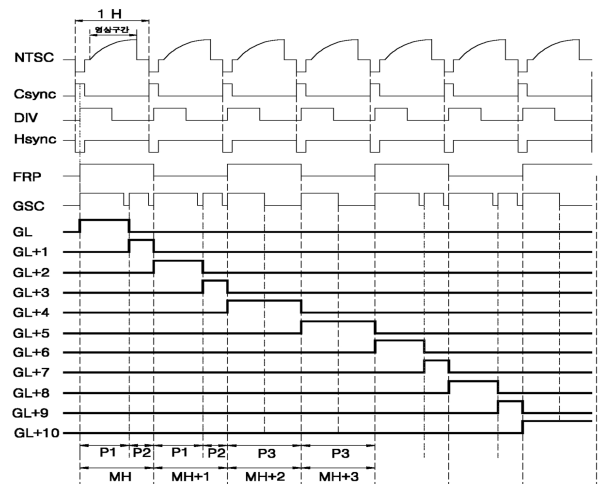 1 H
영상구간
NTSC
Csync
DIV
Hsync
FRP
GSC
GL
GL+1
GL+2
GL+3
GL+4
GL+5
GL+6
GL+7
GL+8
GL+9
GL+10
P1 P2 P1 P2 P3 P3
MH MH+1 MH+2 MH+3